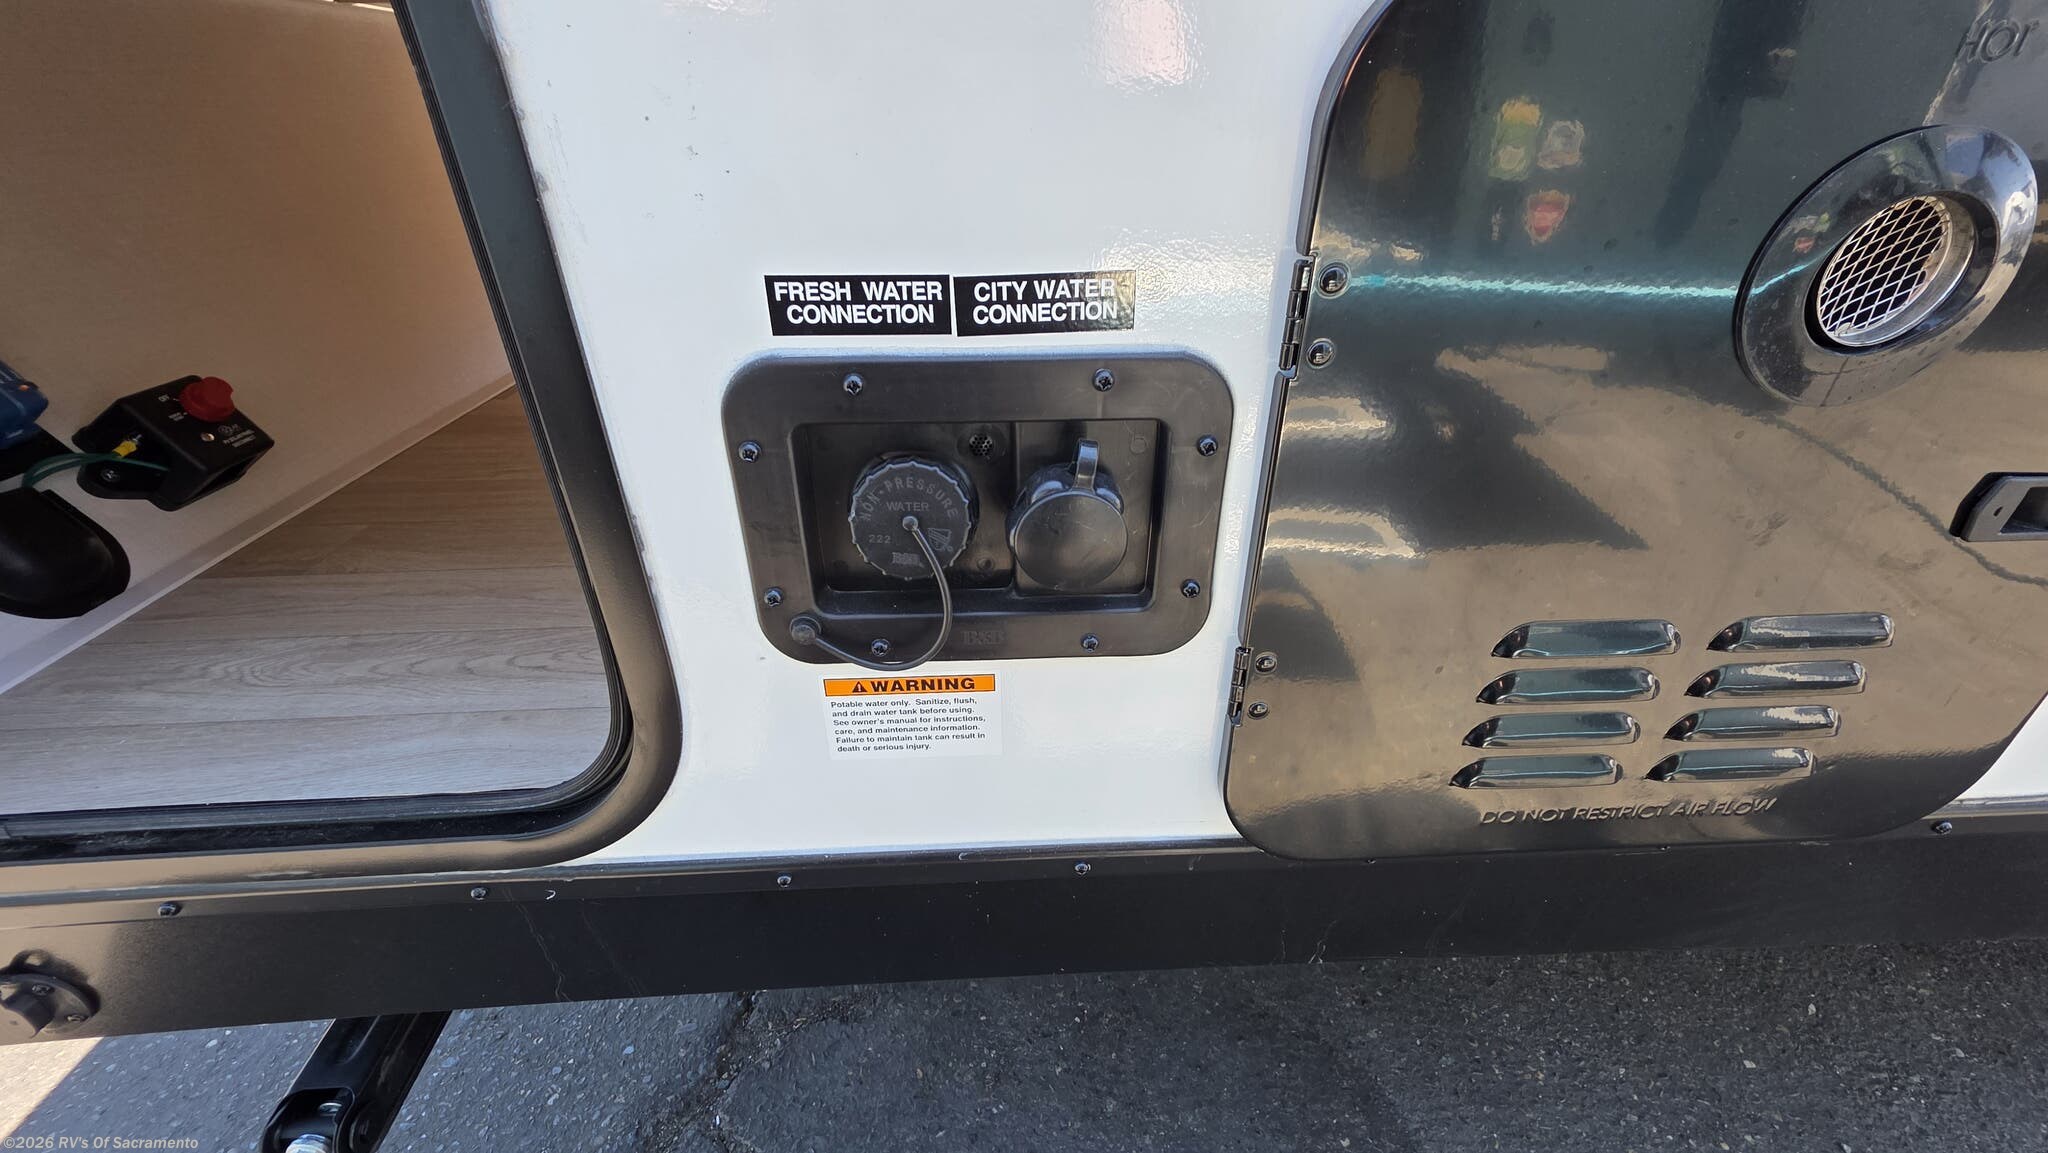 HOT
FRESH WATER
CONNECTION
CITY WATER
CONNECTION
OFF
NON-PRESSURE
WATER
222
B&B
B&B
WARNING
Potable water only. Sanitize, flush,
and drain water tank before using.
See owner's manual for instructions,
care, and maintenance information.
Failure to maintain tank can result in
death or serious injury.
DO NOT RESTRICT AIR FLOW
©2026 RV's Of Sacramento